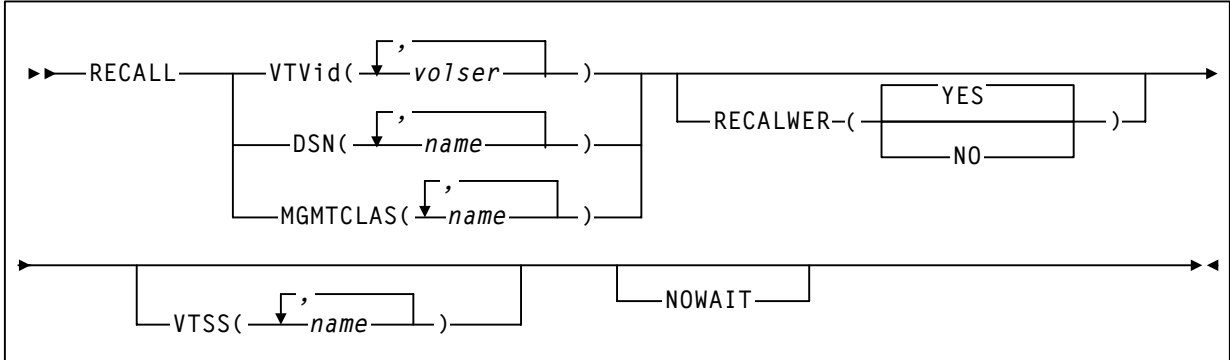 ,
RECALL VTVid( volser )
YES
RECALWER ( )
NO
,
DSN( name )
,
MGMTCLAS( name )
,
VTSS( name )
NOWAIT